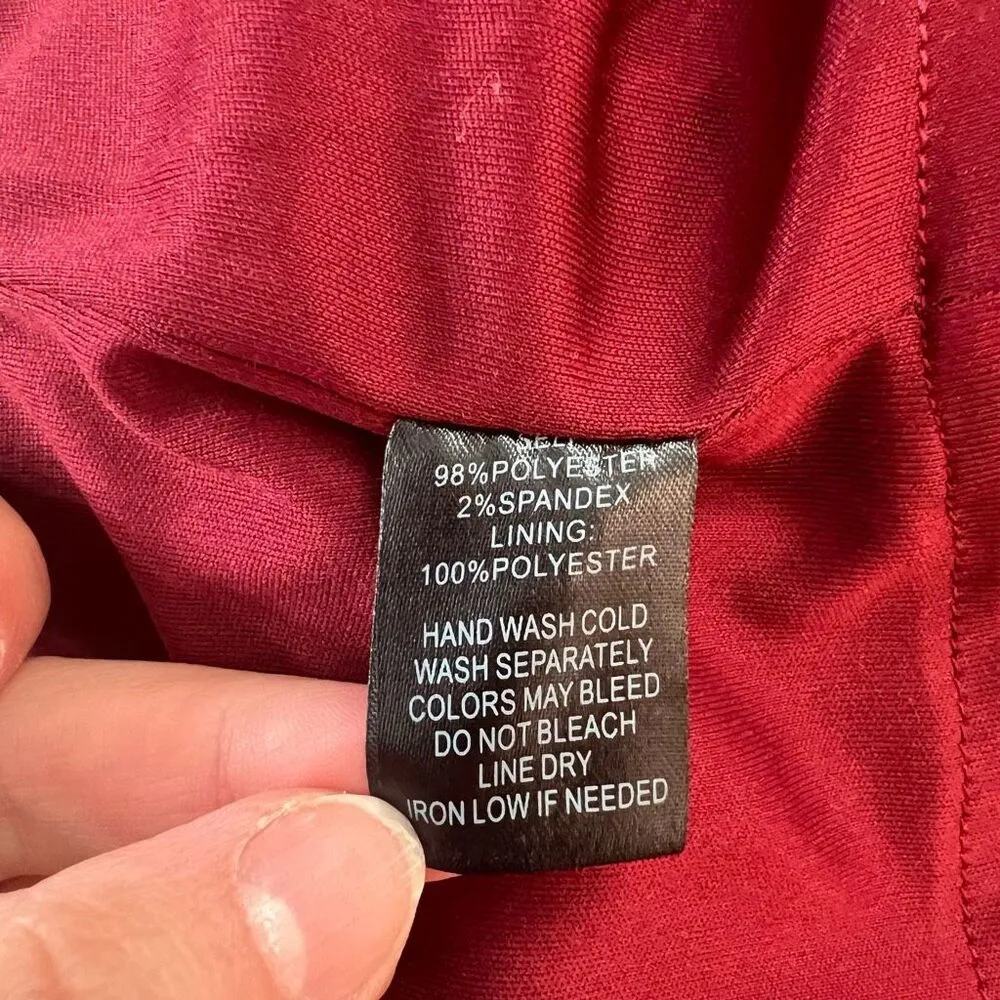 98%POLYESTER
2%SPANDEX
LINING:
100%POLYESTER
HAND WASH COLD
WASH SEPARATELY
COLORS MAY BLEED
DO NOT BLEACH
LINE DRY
IRON LOW IF NEEDED